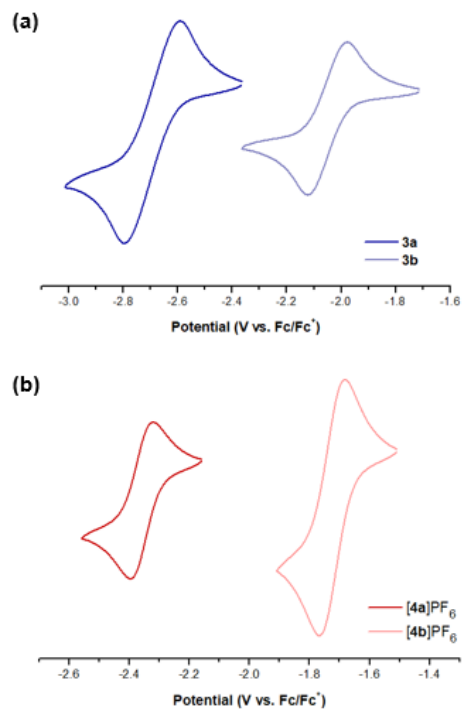 (a)
3a
3b
-3.0 -2.8 -2.6 -2.4 -2.2 -2.0 -1.8 -1.6
Potential (V vs. Fc/Fc⁺)
(b)
[4a]PF₆
[4b]PF₆
-2.6 -2.4 -2.2 -2.0 -1.8 -1.6 -1.4
Potential (V vs. Fc/Fc⁺)